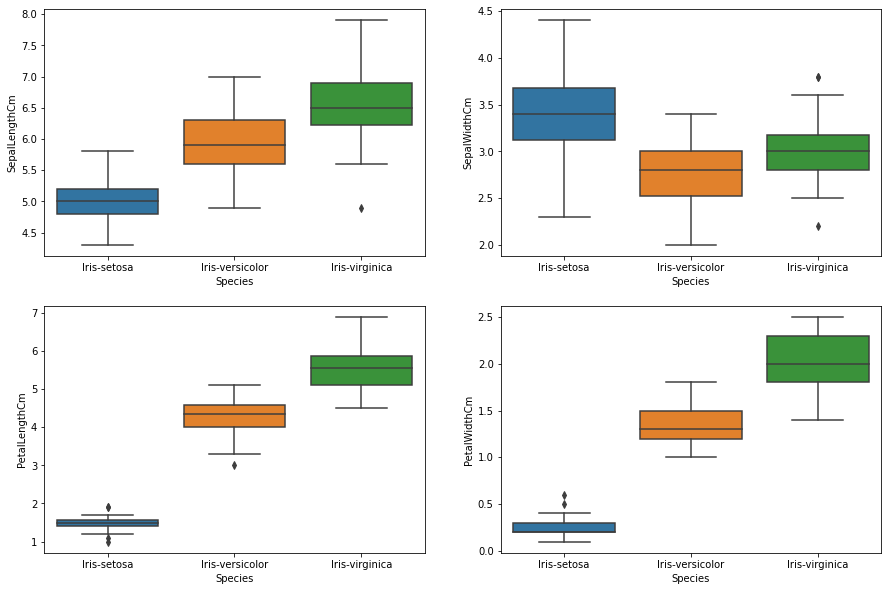 8.0
7.5
7.0
6.5
6.0
5.5
5.0
4.5
SepalLengthCm
Iris-setosa Iris-versicolor Iris-virginica
Species
4.5
4.0
3.5
3.0
2.5
2.0
SepalWidthCm
Iris-setosa Iris-versicolor Iris-virginica
Species
7
6
5
4
3
2
1
PetalLengthCm
Iris-setosa Iris-versicolor Iris-virginica
Species
2.5
2.0
1.5
1.0
0.5
0.0
PetalWidthCm
Iris-setosa Iris-versicolor Iris-virginica
Species